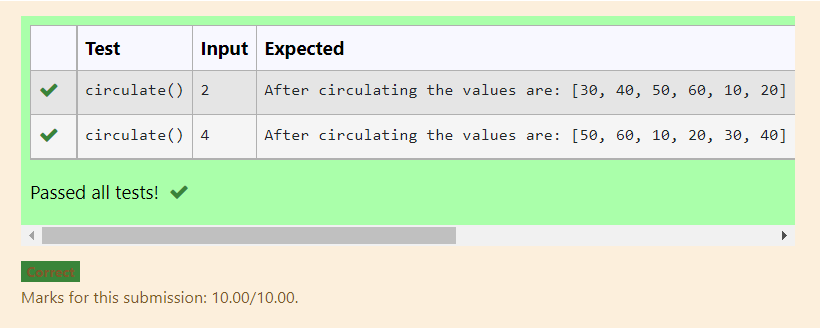 Test Input Expected
circulate() 2 After circulating the values are: [30, 40, 50, 60, 10, 20]
circulate() 4 After circulating the values are: [50, 60, 10, 20, 30, 40]
Passed all tests!
Correct
Marks for this submission: 10.00/10.00.